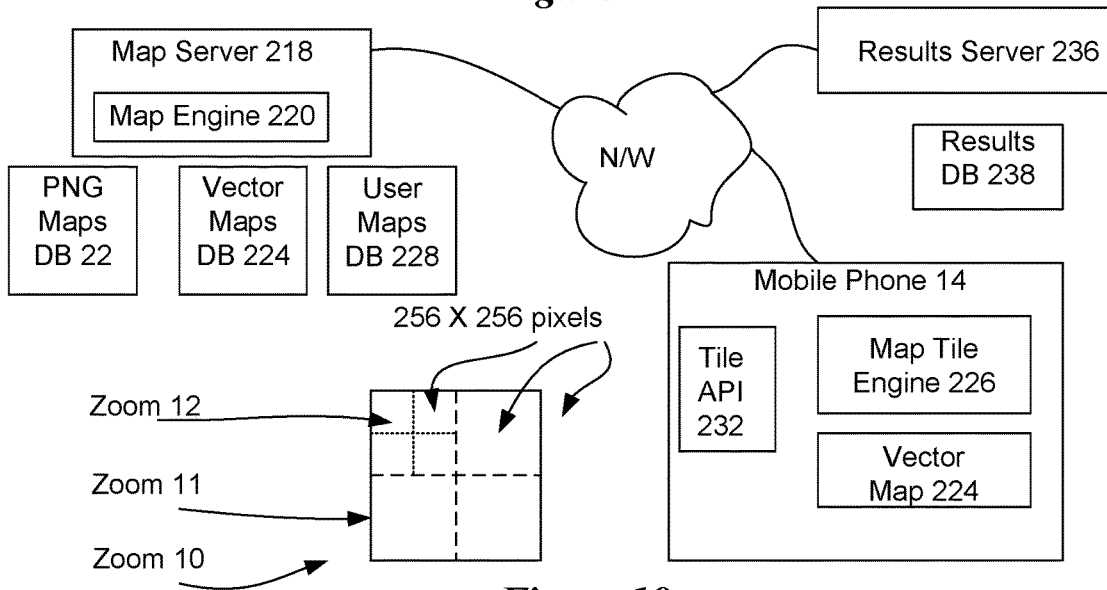 Map Server 218
Map Engine 220
PNG
Maps
DB 22
Vector
Maps
DB 224
User
Maps
DB 228
N/W
Results Server 236
Results
DB 238
Mobile Phone 14
Tile
API
232
Map Tile
Engine 226
Vector
Map 224
256 X 256 pixels
Zoom 12
Zoom 11
Zoom 10